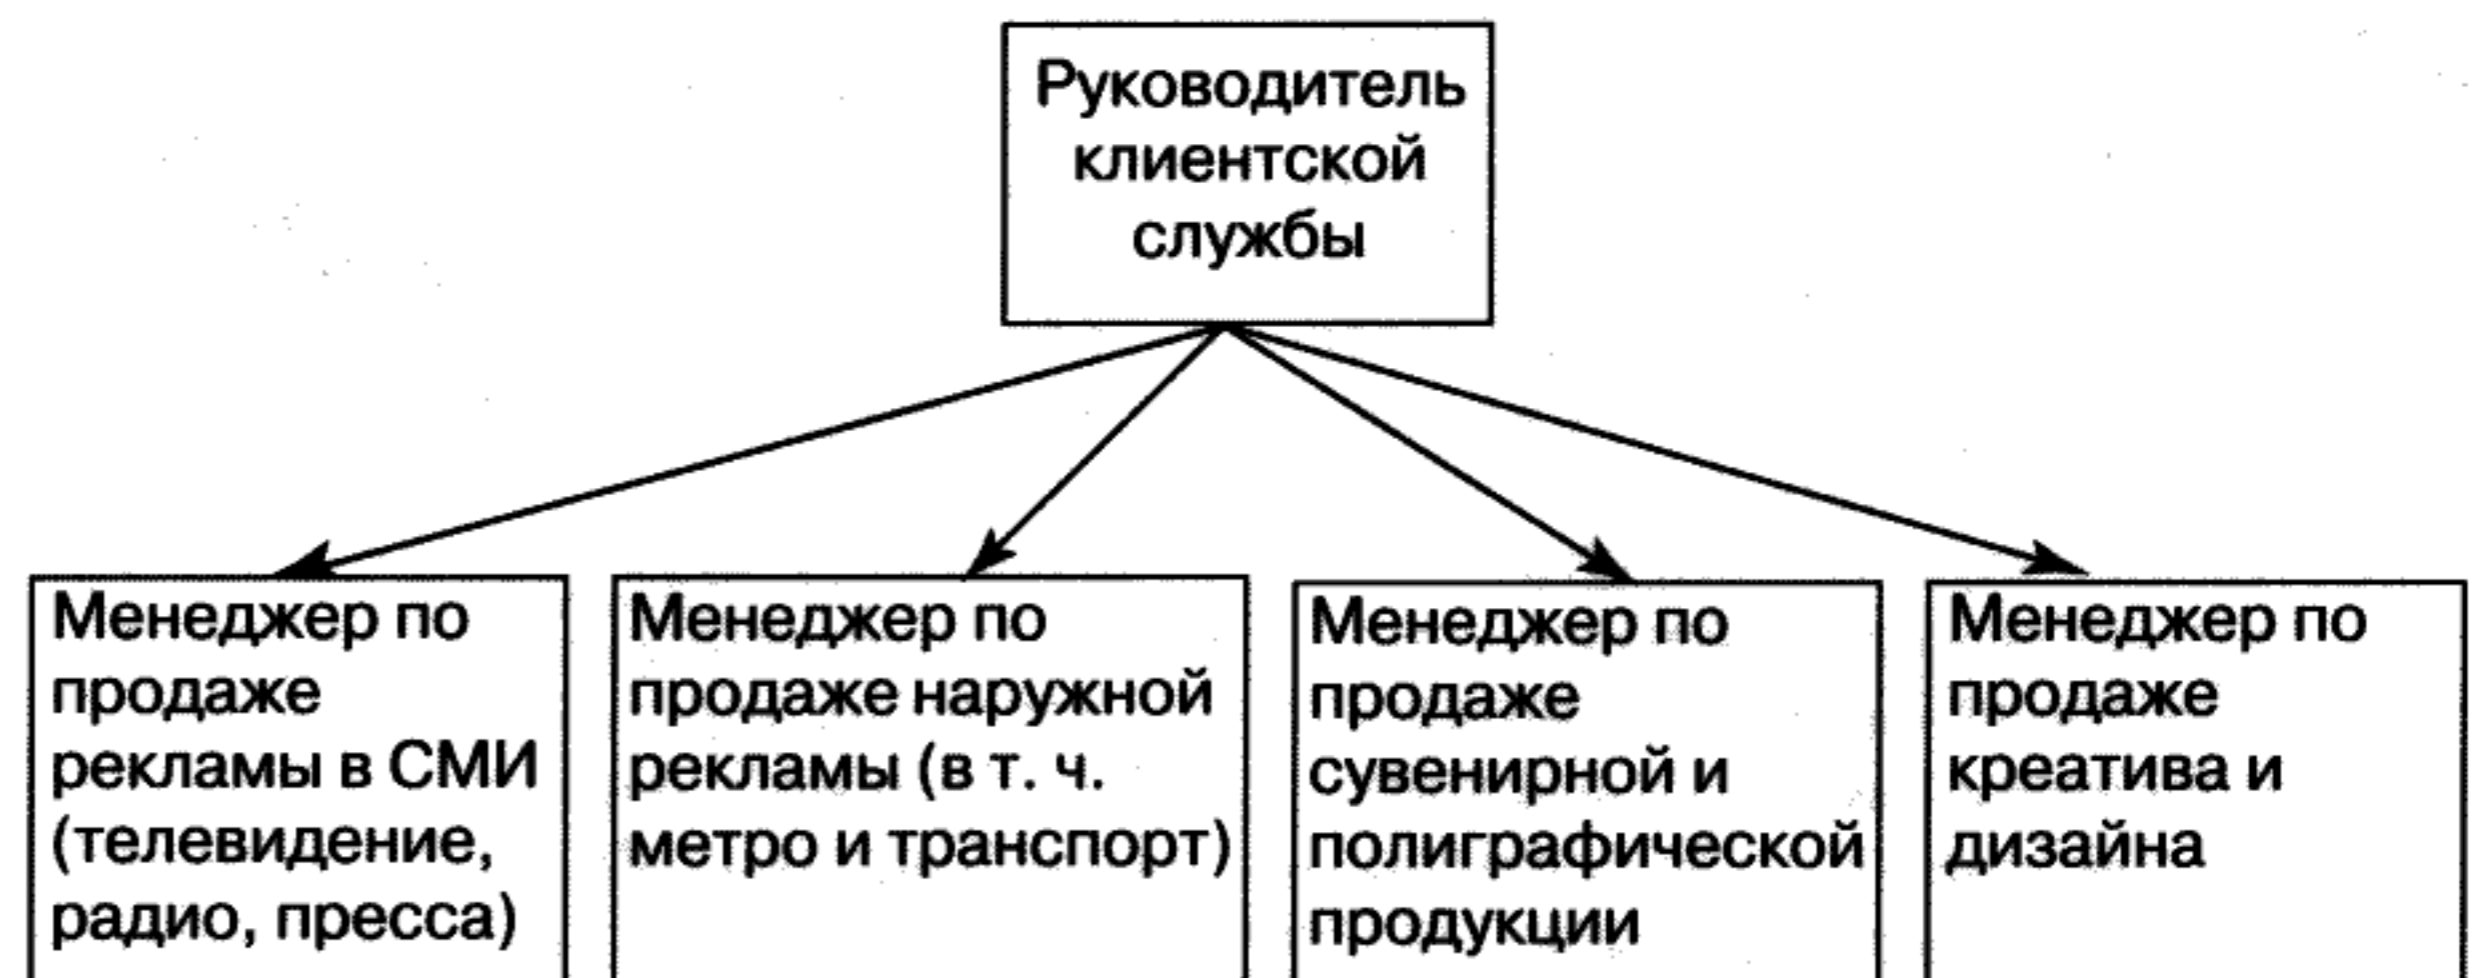 Руководитель
клиентской
службы
Менеджер по
продаже
рекламы в СМИ
(телевидение,
радио, пресса)
Менеджер по
продаже наружной
рекламы (в т. ч.
метро и транспорт)
Менеджер по
продаже
сувенирной и
полиграфической
продукции
Менеджер по
продаже
креатива и
дизайна